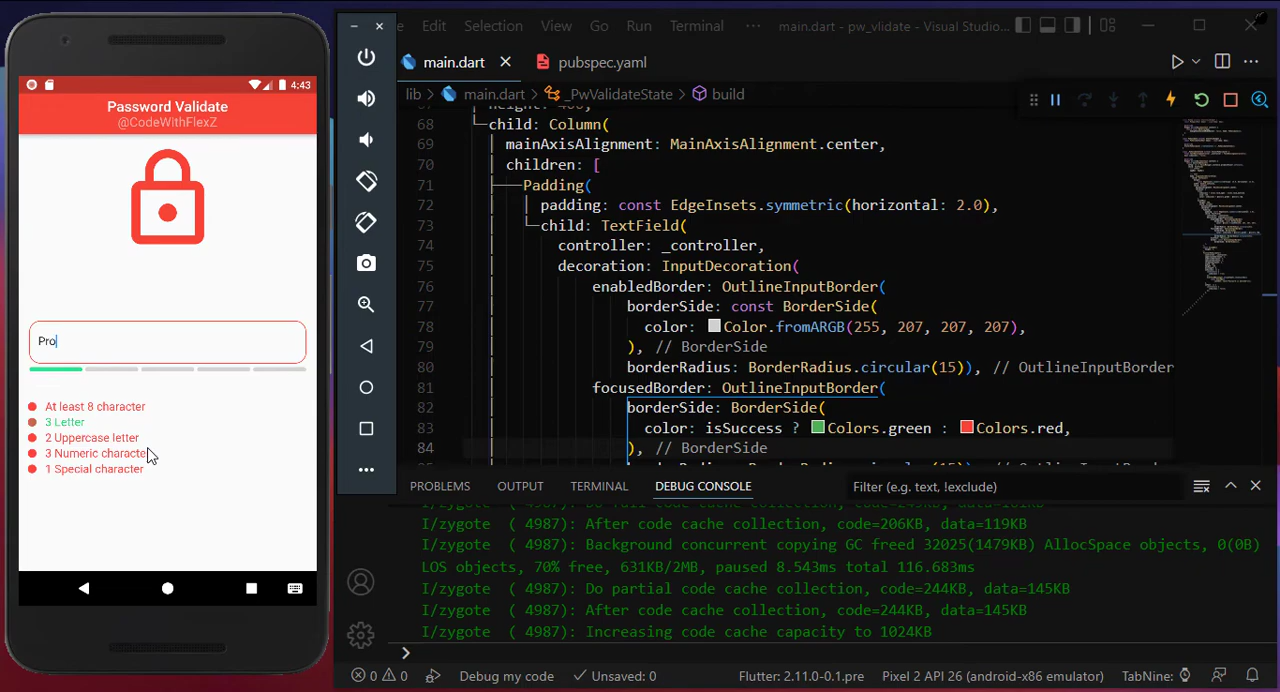 4:43
Password Validate
@CodeWithFlexZ
Pro
At least 8 character
3 Letter
2 Uppercase letter
3 Numeric characte
1 Special character
Edit Selection View Go Run Terminal ··· main.dart - pw_vlidate - Visual Studio...
main.dart pubspec.yaml
lib > main.dart > _PwValidateState > build
68 child: Column(
69 mainAxisAlignment: MainAxisAlignment.center,
70 children: [
71 Padding(
72 padding: const EdgeInsets.symmetric(horizontal: 2.0),
73 child: TextField(
74 controller: _controller,
75 decoration: InputDecoration(
76 enabledBorder: OutlineInputBorder(
77 borderSide: const BorderSide(
78 color: Color.fromARGB(255, 207, 207, 207),
79 ), // BorderSide
80 borderRadius: BorderRadius.circular(15)), // OutlineInputBorder
81 focusedBorder: OutlineInputBorder(
82 borderSide: BorderSide(
83 color: isSuccess ? Colors.green : Colors.red,
84 ), // BorderSide
PROBLEMS OUTPUT TERMINAL DEBUG CONSOLE Filter (e.g. text, !exclude)
I/zygote ( 4987): After code cache collection, code=206KB, data=119KB
I/zygote ( 4987): Background concurrent copying GC freed 32025(1479KB) AllocSpace objects, 0(0B)
LOS objects, 70% free, 631KB/2MB, paused 8.543ms total 116.683ms
I/zygote ( 4987): Do partial code cache collection, code=244KB, data=145KB
I/zygote ( 4987): After code cache collection, code=244KB, data=145KB
I/zygote ( 4987): Increasing code cache capacity to 1024KB
0 0 Debug my code Unsaved: 0 Flutter: 2.11.0-0.1.pre Pixel 2 API 26 (android-x86 emulator) TabNine: